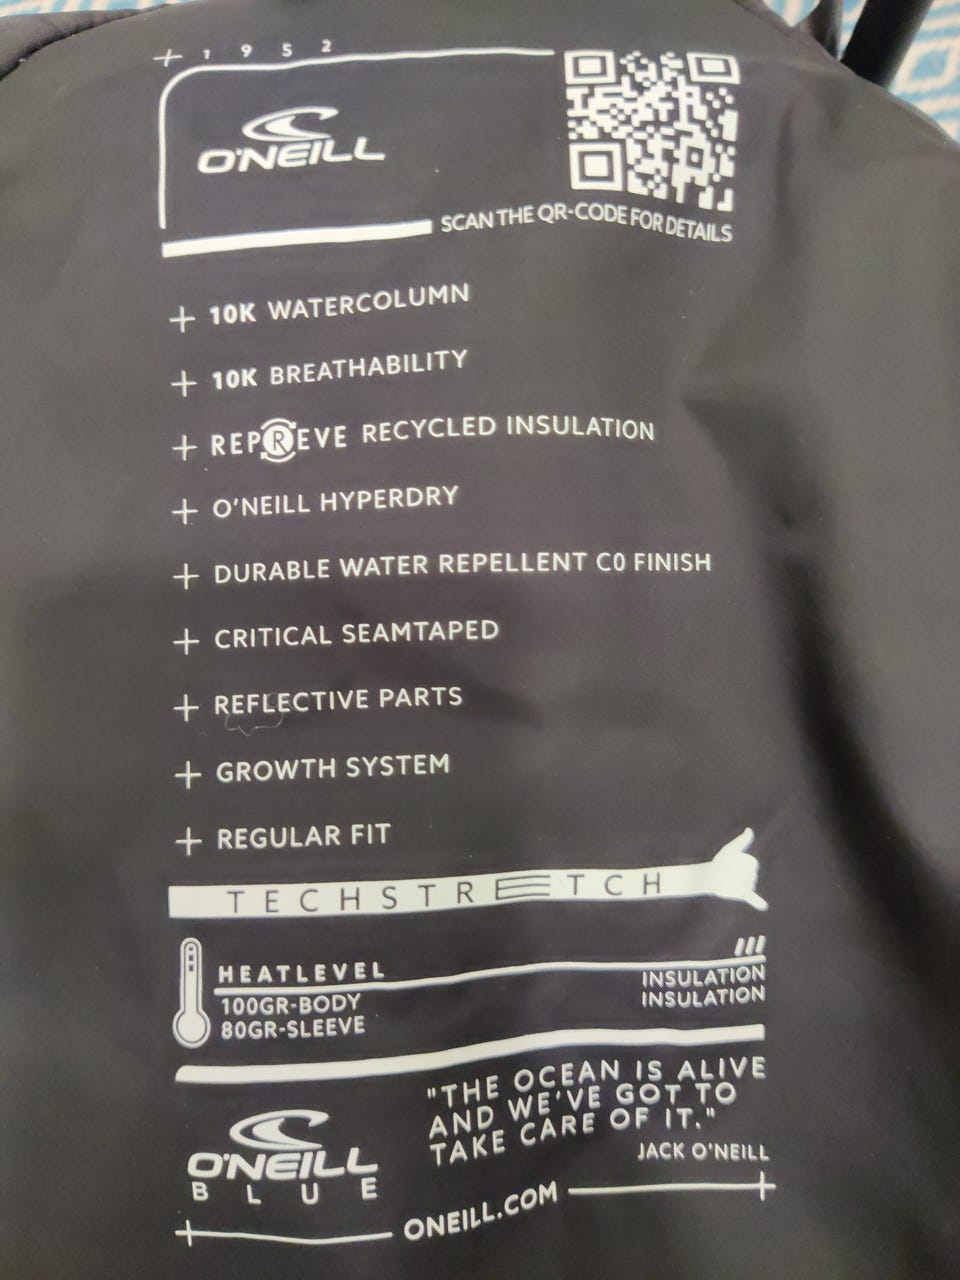 1952
O'NEILL
SCAN THE QR-CODE FOR DETAILS
+ 10K WATERCOLUMN
+ 10K BREATHABILITY
+ REPREVE RECYCLED INSULATION
+ O'NEILL HYPERDRY
+ DURABLE WATER REPELLENT C0 FINISH
+ CRITICAL SEAMTAPED
+ REFLECTIVE PARTS
+ GROWTH SYSTEM
+ REGULAR FIT
TECHSTRETCH
HEATLEVEL
100GR-BODY INSULATION
80GR-SLEEVE INSULATION
O'NEILL
BLUE
"THE OCEAN IS ALIVE
AND WE'VE GOT TO
TAKE CARE OF IT."
JACK O'NEILL
ONEILL.COM